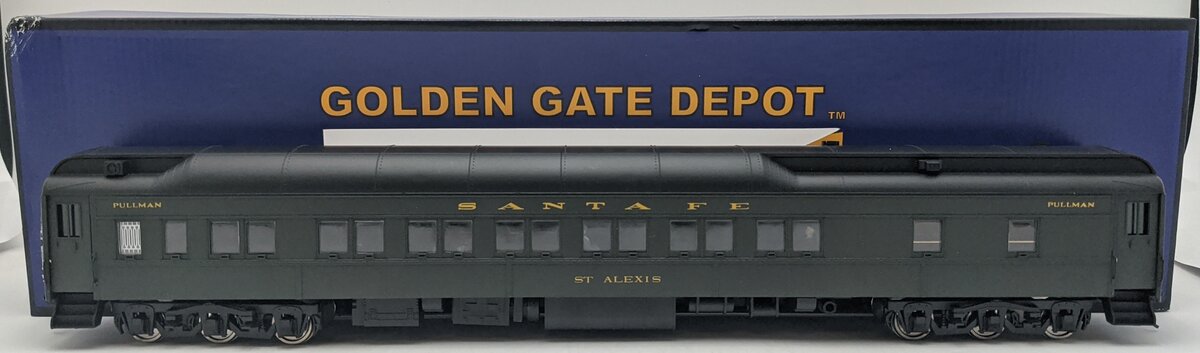 GOLDEN GATE DEPOT™
PULLMAN SANTA FE PULLMAN
ST ALEXIS